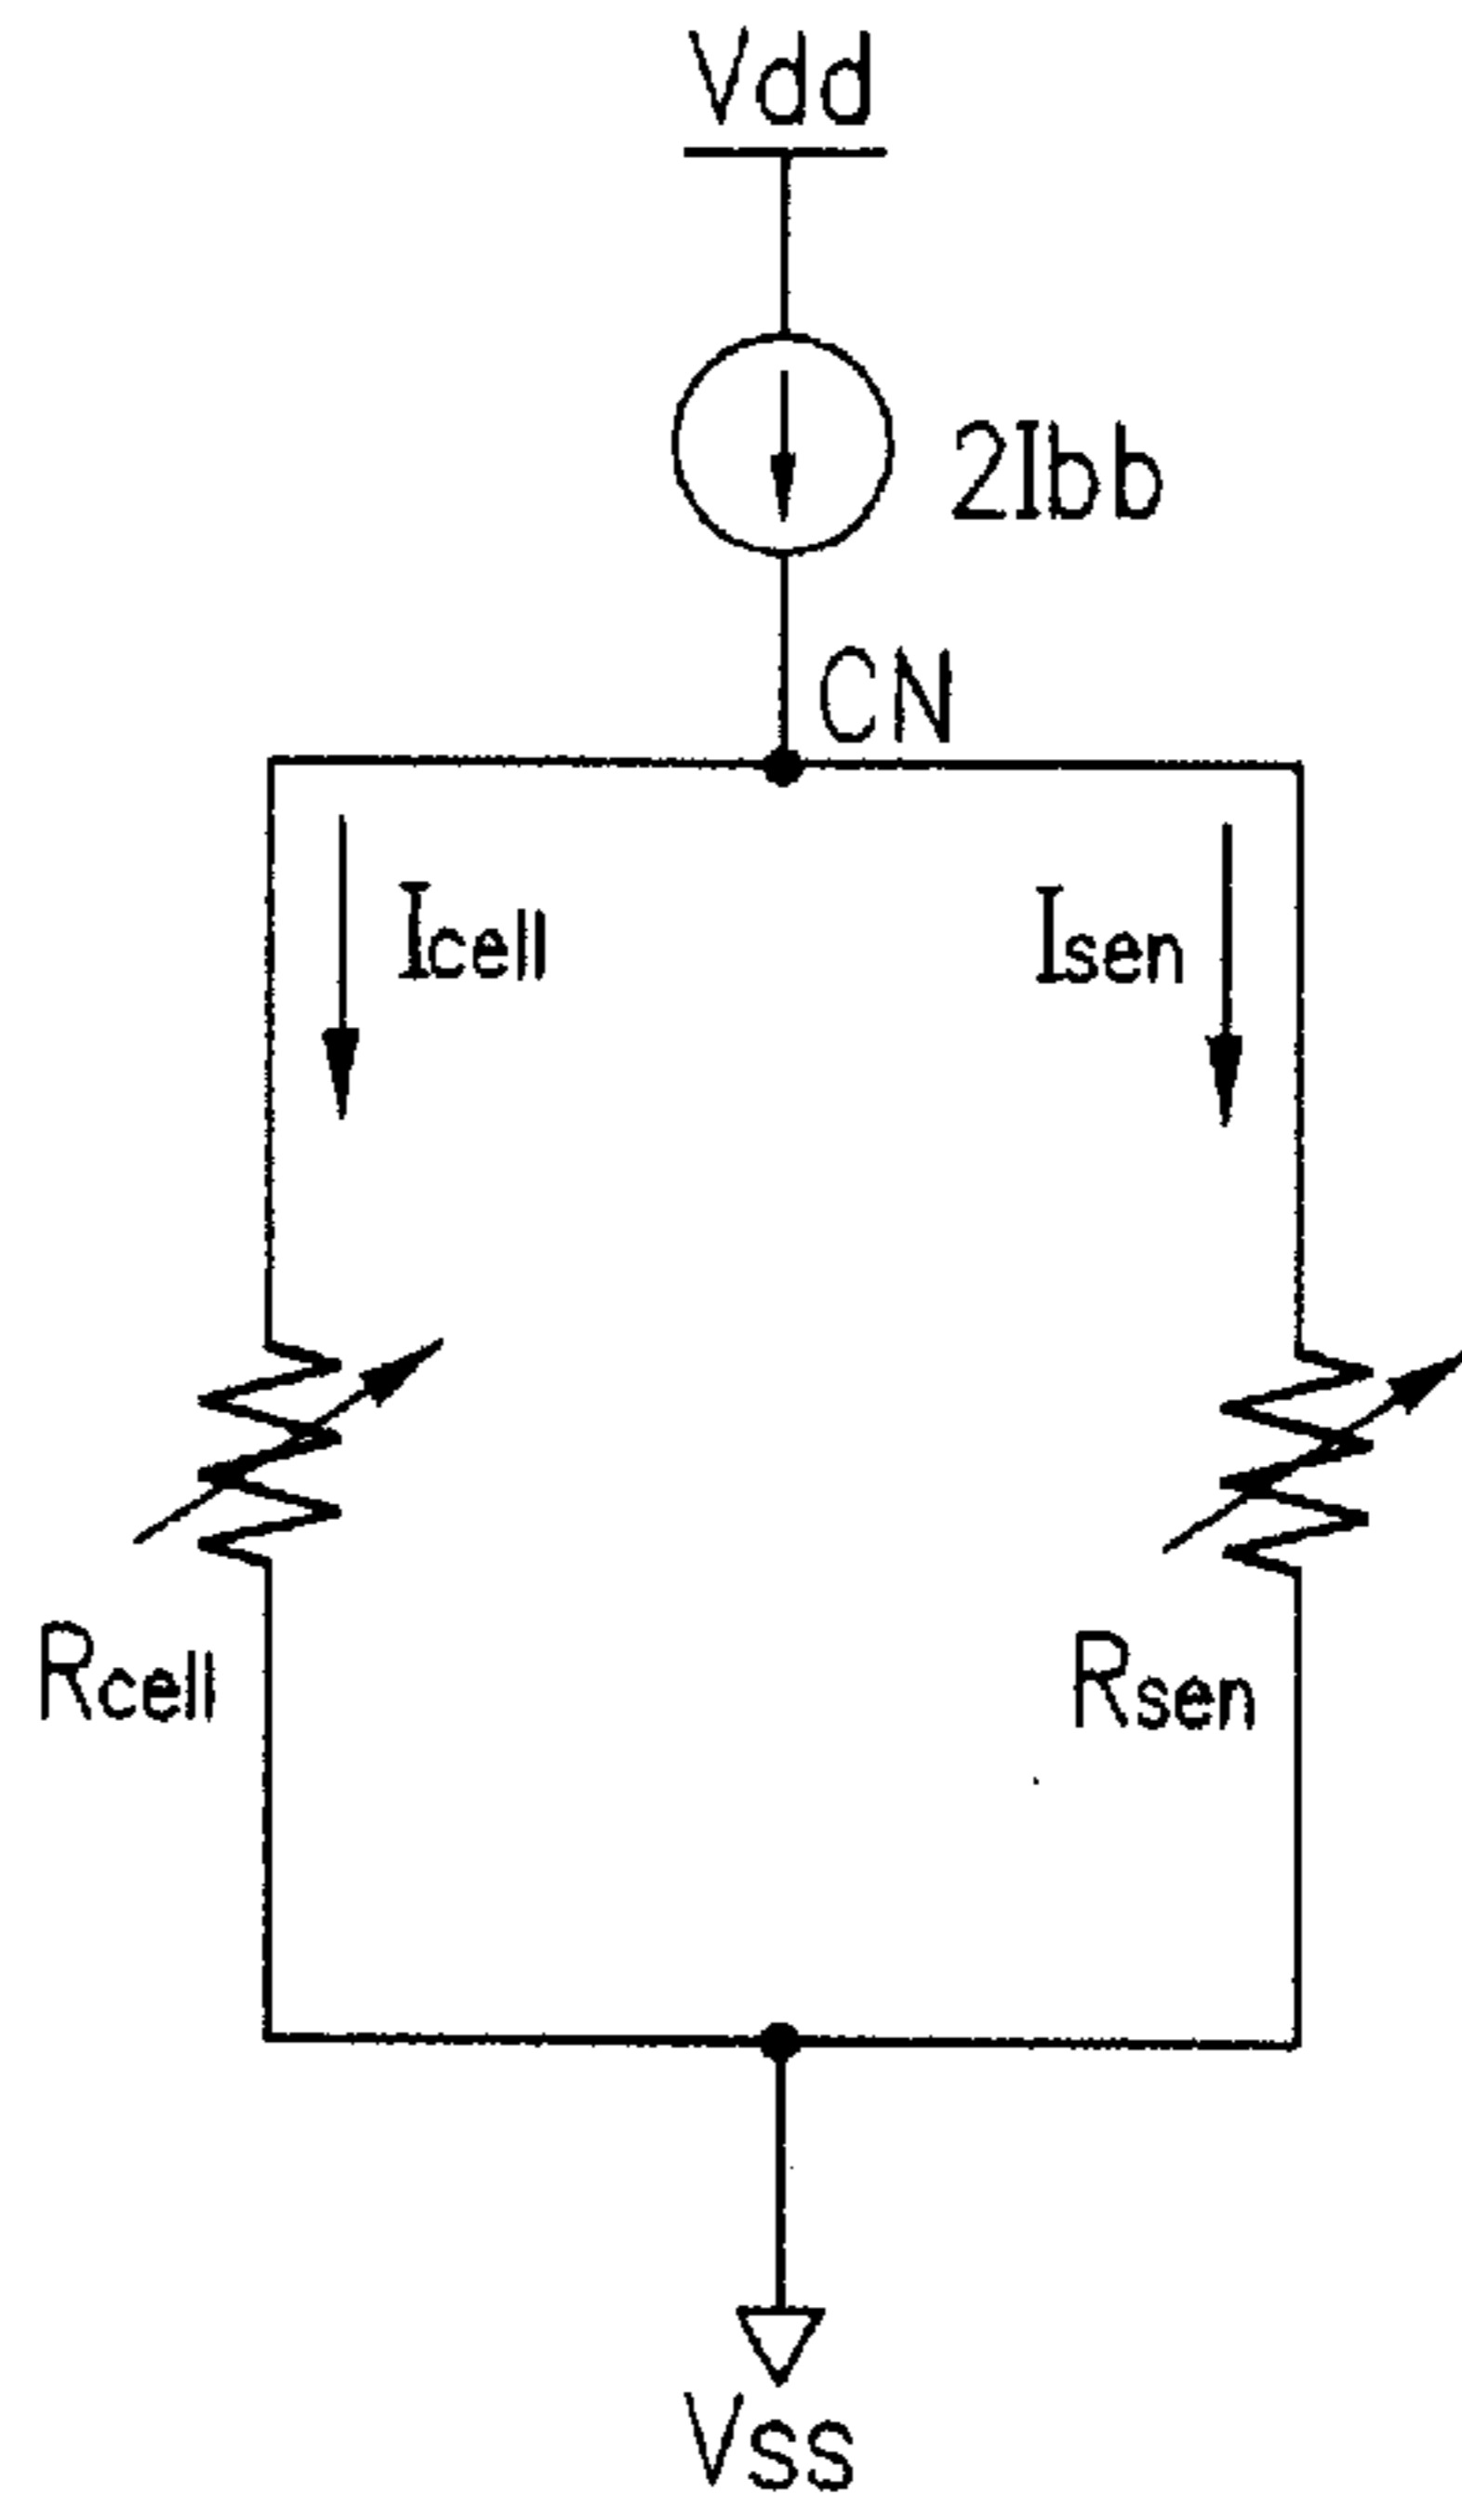 Vdd
2Ibb
CN
Icell
Isen
Rcell
Rsen
Vss